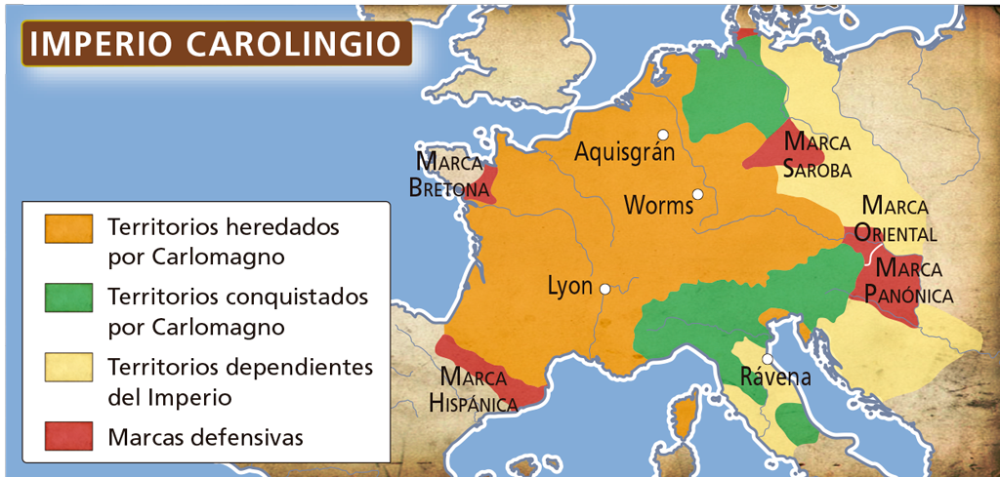 IMPERIO CAROLINGIO
Territorios heredados
por Carlomagno
Territorios conquistados
por Carlomagno
Territorios dependientes
del Imperio
Marcas defensivas
MARCA
BRETONA
Aquisgrán
MARCA
SAROBA
Worms
MARCA
ORIENTAL
MARCA
PANÓNICA
Lyon
MARCA
HISPÁNICA
Rávena